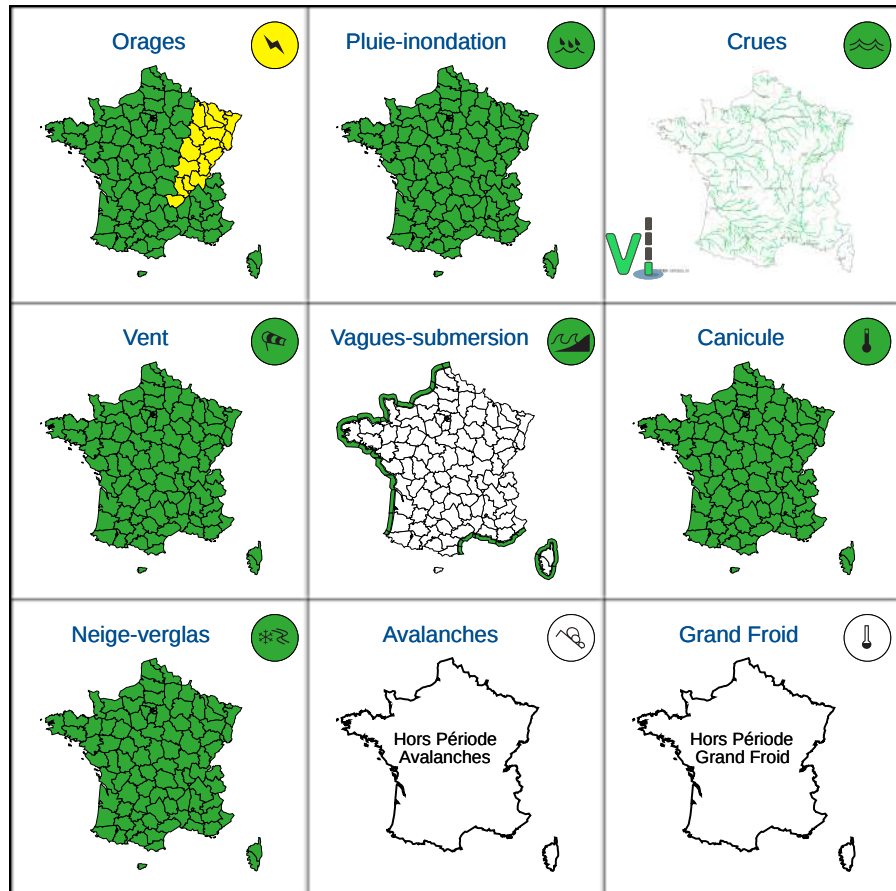 Orages
Pluie-inondation
Crues
Vi
Vent
Vagues-submersion
Canicule
Neige-verglas
Avalanches
Grand Froid
Hors Période
Avalanches
Hors Période
Grand Froid